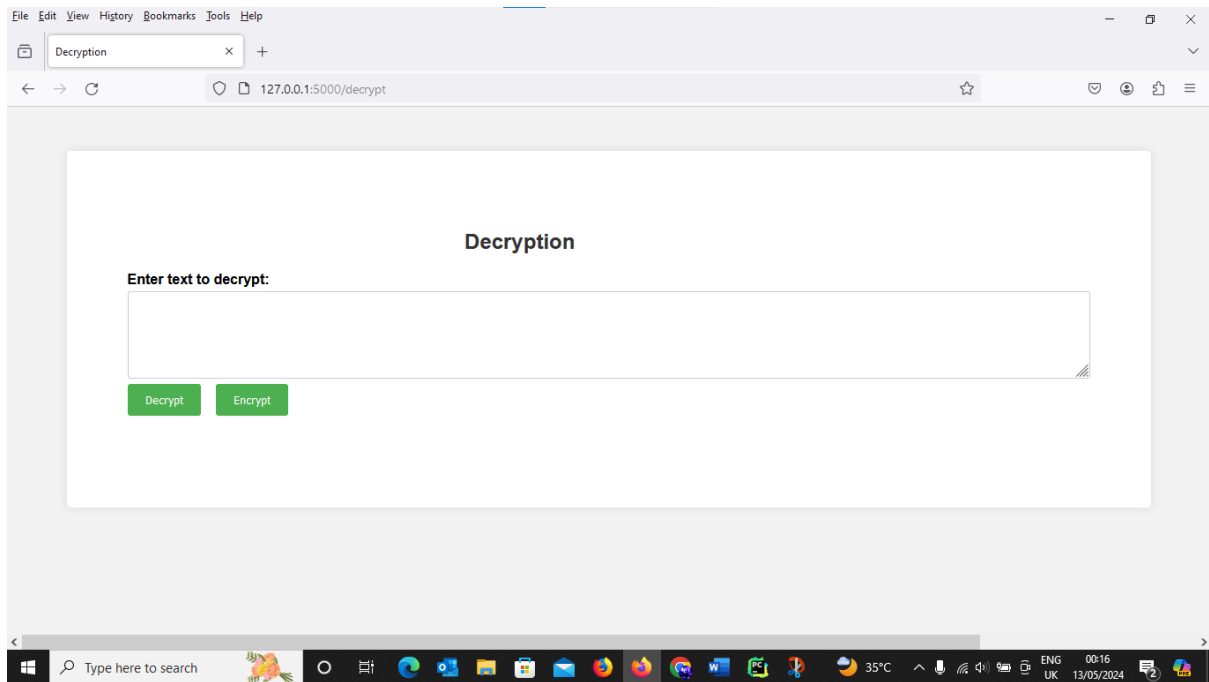 File Edit View History Bookmarks Tools Help
Decryption
127.0.0.1:5000/decrypt
Decryption
Enter text to decrypt:
Decrypt Encrypt
Type here to search 35°C ENG 00:16
UK 13/05/2024 2